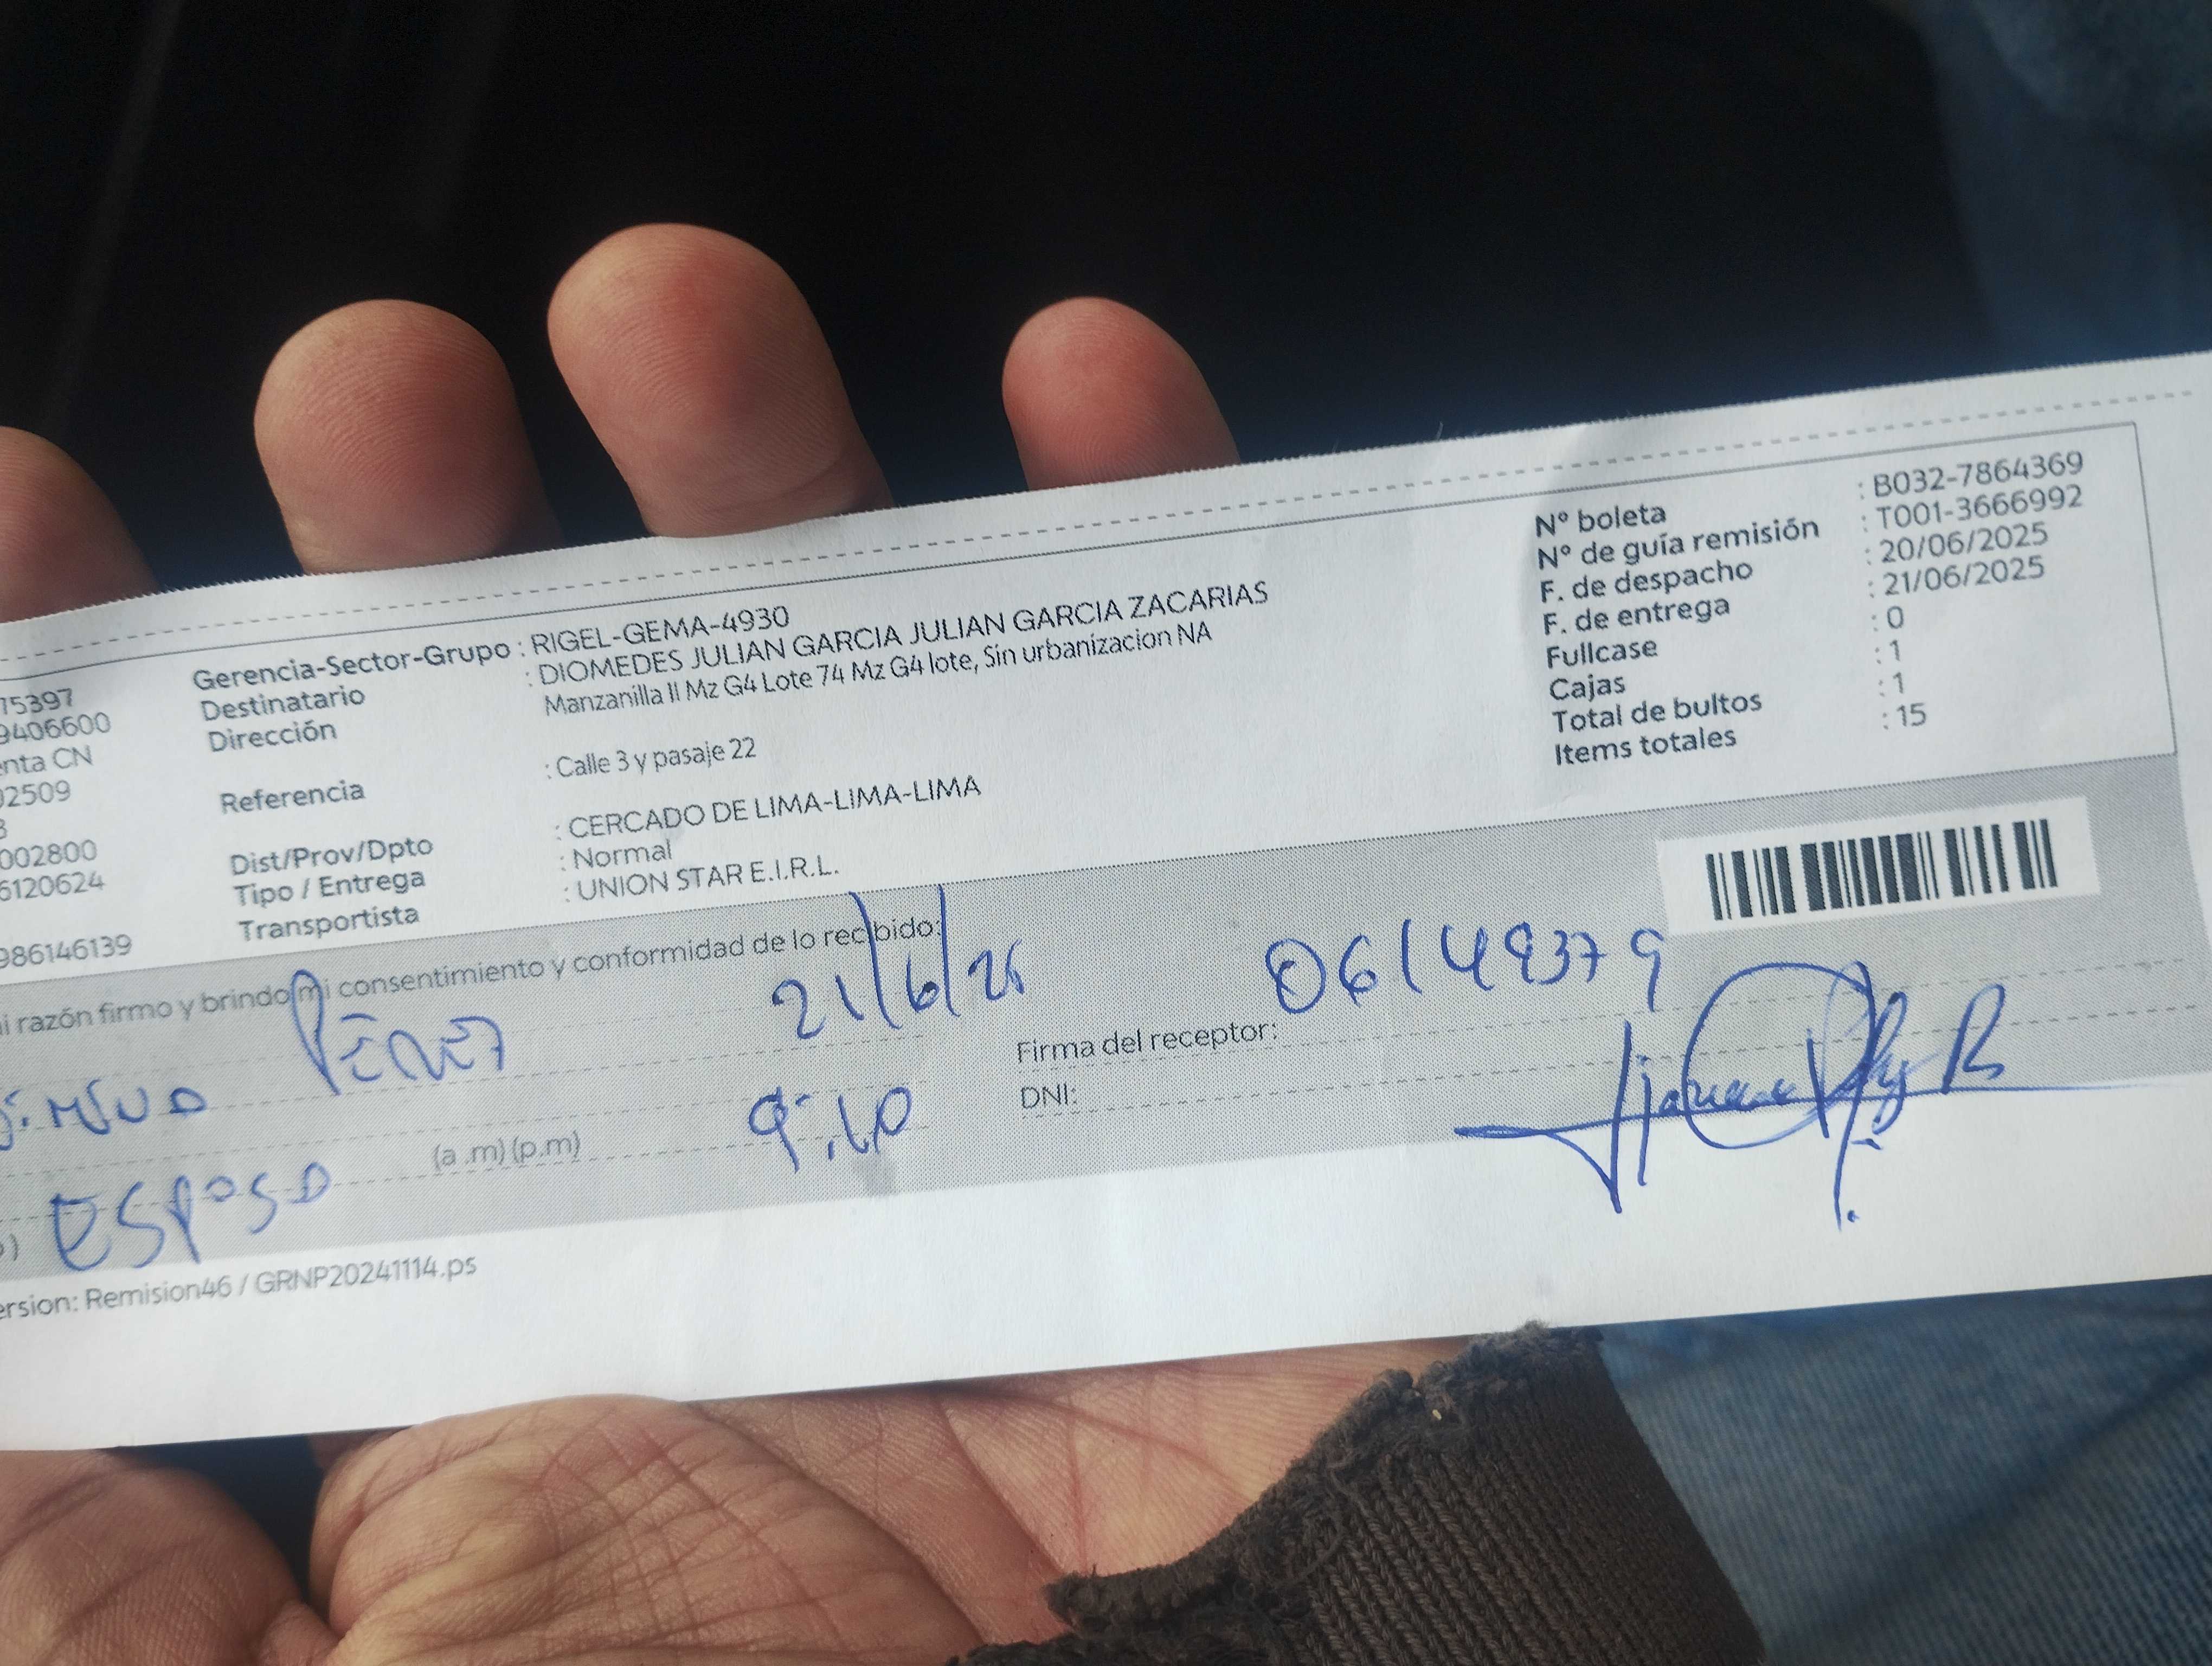 Gerencia-Sector-Grupo : RIGEL-GEMA-4930
Destinatario : DIOMEDES JULIAN GARCIA JULIAN GARCIA ZACARIAS
Dirección Manzanilla II Mz G4 Lote 74 Mz G4 lote, Sin urbanizacion NA
Referencia : Calle 3 y pasaje 22
Dist/Prov/Dpto : CERCADO DE LIMA-LIMA-LIMA
Tipo / Entrega : Normal
Transportista : UNION STAR E.I.R.L.
15397
9406600
enta CN
02509
002800
6120624
986146139
Nº boleta : B032-7864369
Nº de guía remisión : T001-3666992
F. de despacho : 20/06/2025
F. de entrega : 21/06/2025
Fullcase : 0
Cajas : 1
Total de bultos : 1
Items totales : 15
i razón firmo y brindo mi consentimiento y conformidad de lo recibido:
21/6/25
Firma del receptor:
DNI:
(a .m) (p.m) 9:10
ESPOSO
ersion: Remision46 / GRNP20241114.ps